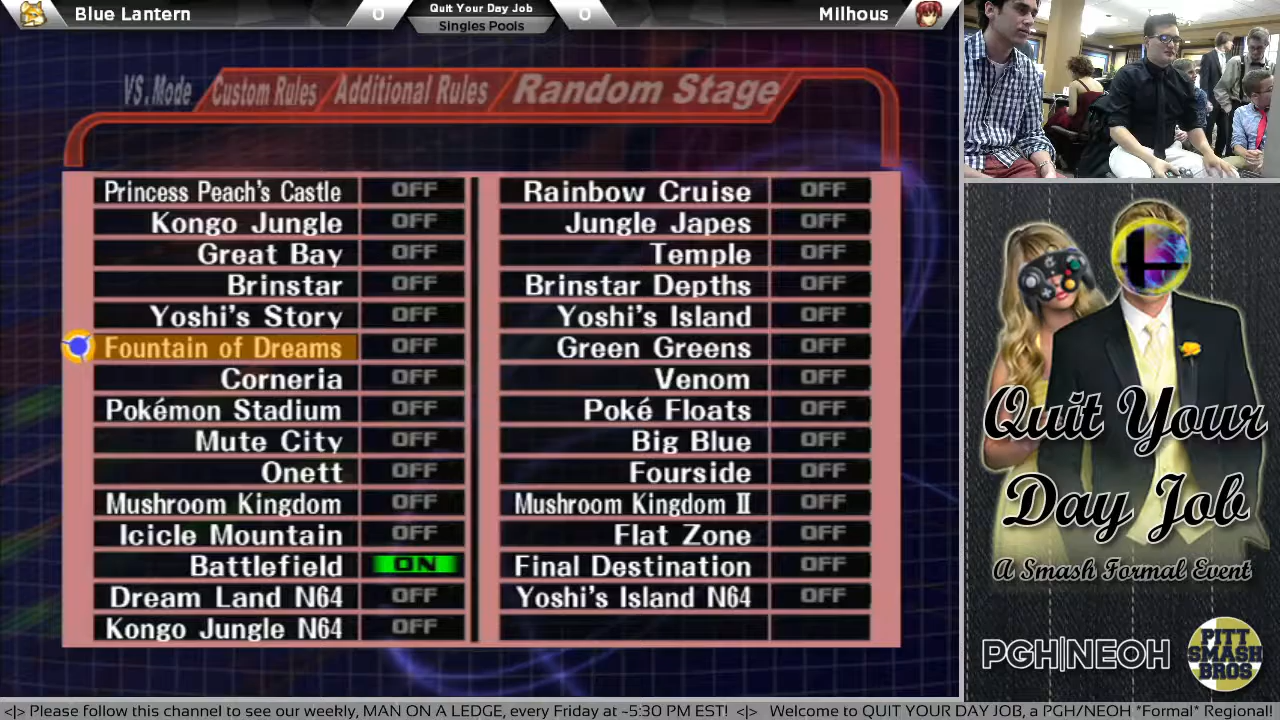 Blue Lantern 0 Quit Your Day Job 0 Milhous
Singles Pools
VS. Mode Custom Rules Additional Rules Random Stage
Princess Peach's Castle OFF Rainbow Cruise OFF
Kongo Jungle OFF Jungle Japes OFF
Great Bay OFF Temple OFF
Brinstar OFF Brinstar Depths OFF
Yoshi's Story OFF Yoshi's Island OFF
Fountain of Dreams OFF Green Greens OFF
Corneria OFF Venom OFF
Pokémon Stadium OFF Poké Floats OFF
Mute City OFF Big Blue OFF
Onett OFF Fourside OFF
Mushroom Kingdom OFF Mushroom Kingdom II OFF
Icicle Mountain OFF Flat Zone OFF
Battlefield ON Final Destination OFF
Dream Land N64 OFF Yoshi's Island N64 OFF
Kongo Jungle N64 OFF
Quit Your
Day Job
A Smash Formal Event
PGH|NEOH
PITT
SMASH
BROS
<|> Please follow this channel to see our weekly, MAN ON A LEDGE, every Friday at ~5:30 PM EST! <|> Welcome to QUIT YOUR DAY JOB, a PGH/NEOH *Formal* Regional!